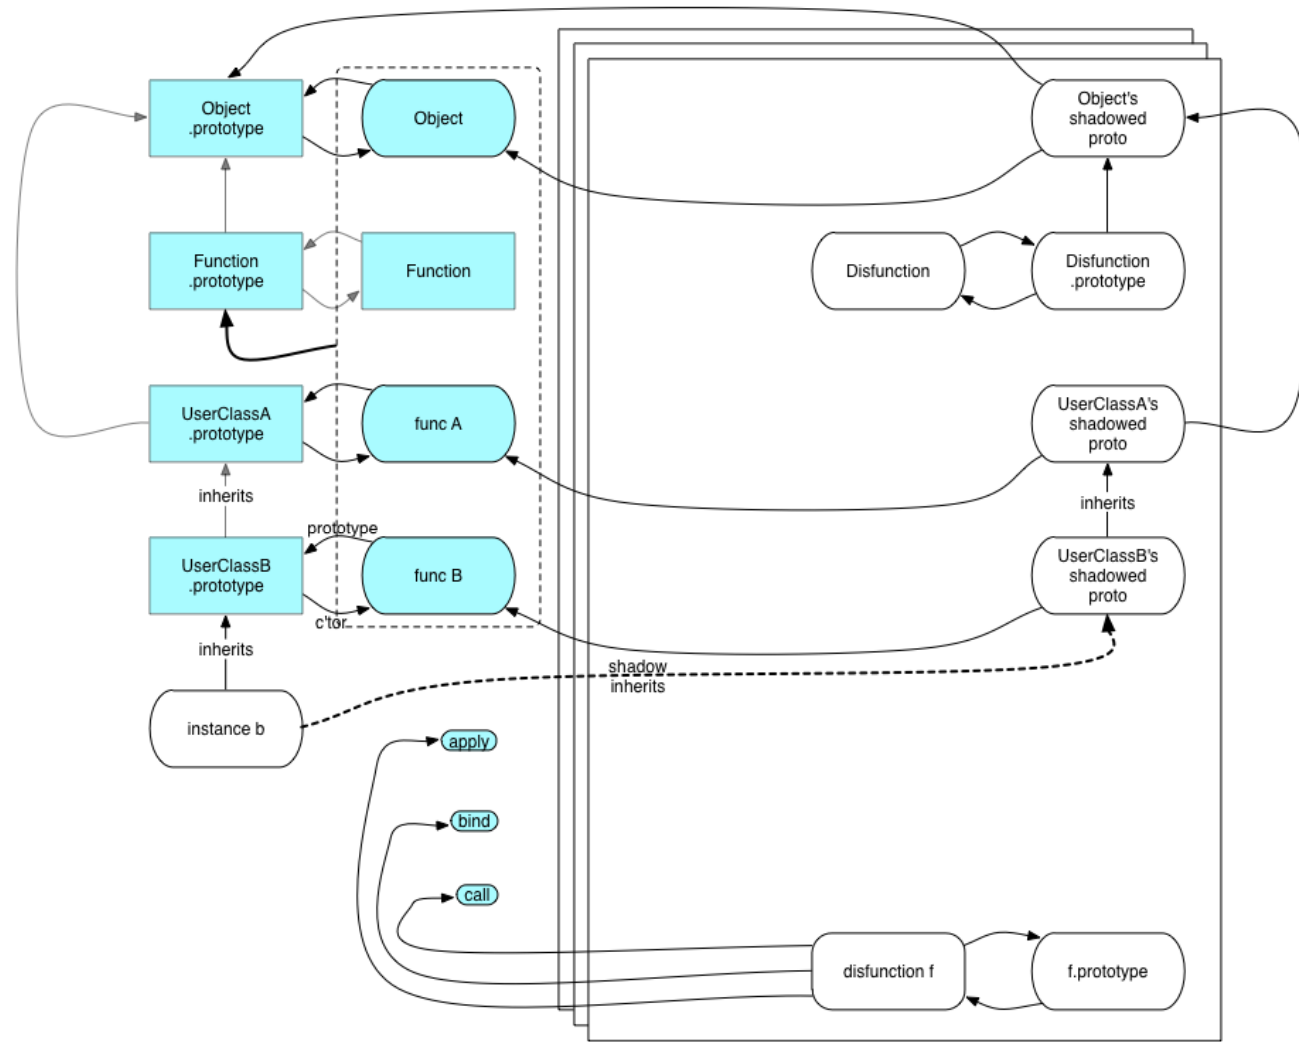 Object
.prototype
Object
Object's
shadowed
proto
Function
.prototype
Function
Disfunction
Disfunction
.prototype
UserClassA
.prototype
func A
UserClassA's
shadowed
proto
inherits
inherits
prototype
UserClassB
.prototype
func B
UserClassB's
shadowed
proto
c'tor
inherits
shadow
inherits
instance b
apply
bind
call
disfunction f
f.prototype